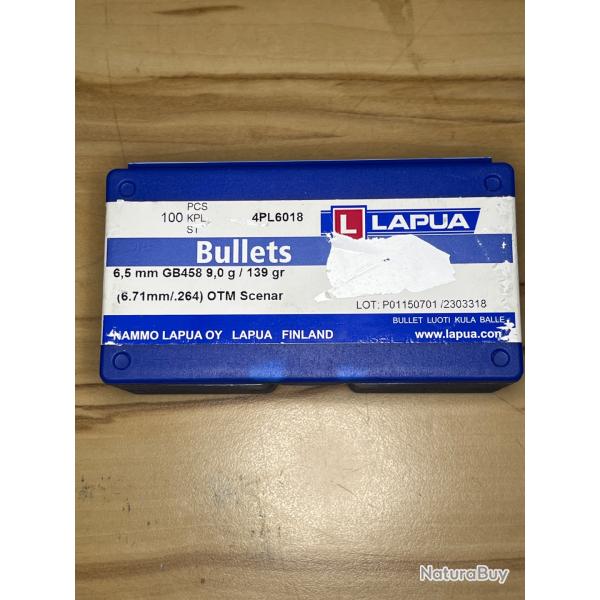 PCS
100 KPL 4PL6018
ST
L LAPUA
Bullets
6,5 mm GB458 9,0 g / 139 gr
(6.71mm/.264) OTM Scenar
LOT: P01150701 /2303318
BULLET LUOTI KULA BALLE
NAMMO LAPUA OY LAPUA FINLAND
www.lapua.com
NaturaBuy